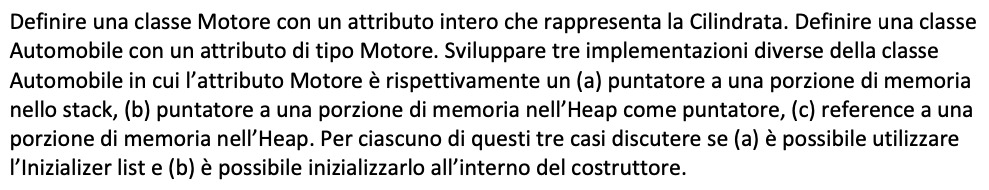 Definire una classe Motore con un attributo intero che rappresenta la Cilindrata. Definire una classe
Automobile con un attributo di tipo Motore. Sviluppare tre implementazioni diverse della classe
Automobile in cui l’attributo Motore è rispettivamente un (a) puntatore a una porzione di memoria
nello stack, (b) puntatore a una porzione di memoria nell’Heap come puntatore, (c) reference a una
porzione di memoria nell’Heap. Per ciascuno di questi tre casi discutere se (a) è possibile utilizzare
l’Inizializer list e (b) è possibile inizializzarlo all’interno del costruttore.